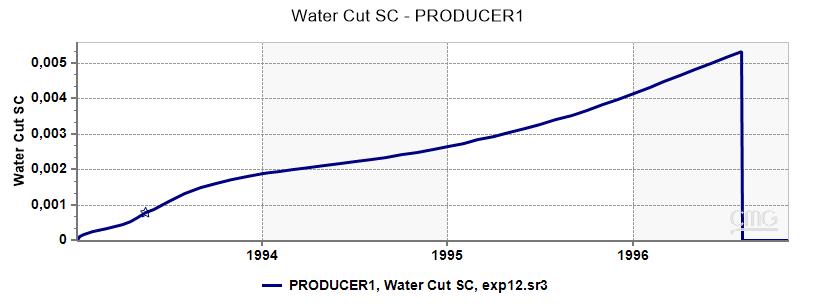 Water Cut SC - PRODUCER1
Water Cut SC
0,005
0,004
0,003
0,002
0,001
0
1994
1995
1996
cmg
PRODUCER1, Water Cut SC, exp12.sr3